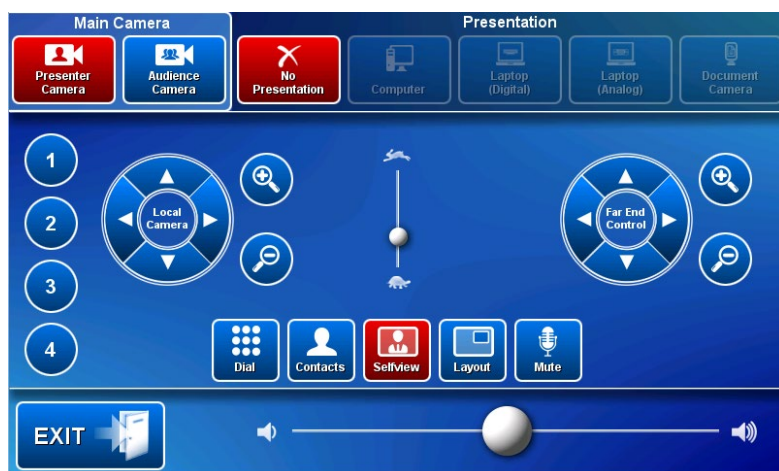 Main Camera
Presentation
Presenter
Camera
Audience
Camera
No
Presentation
Computer
Laptop
(Digital)
Laptop
(Analog)
Document
Camera
1
2
3
4
Local
Camera
Far End
Control
Dial
Contacts
Selfview
Layout
Mute
EXIT